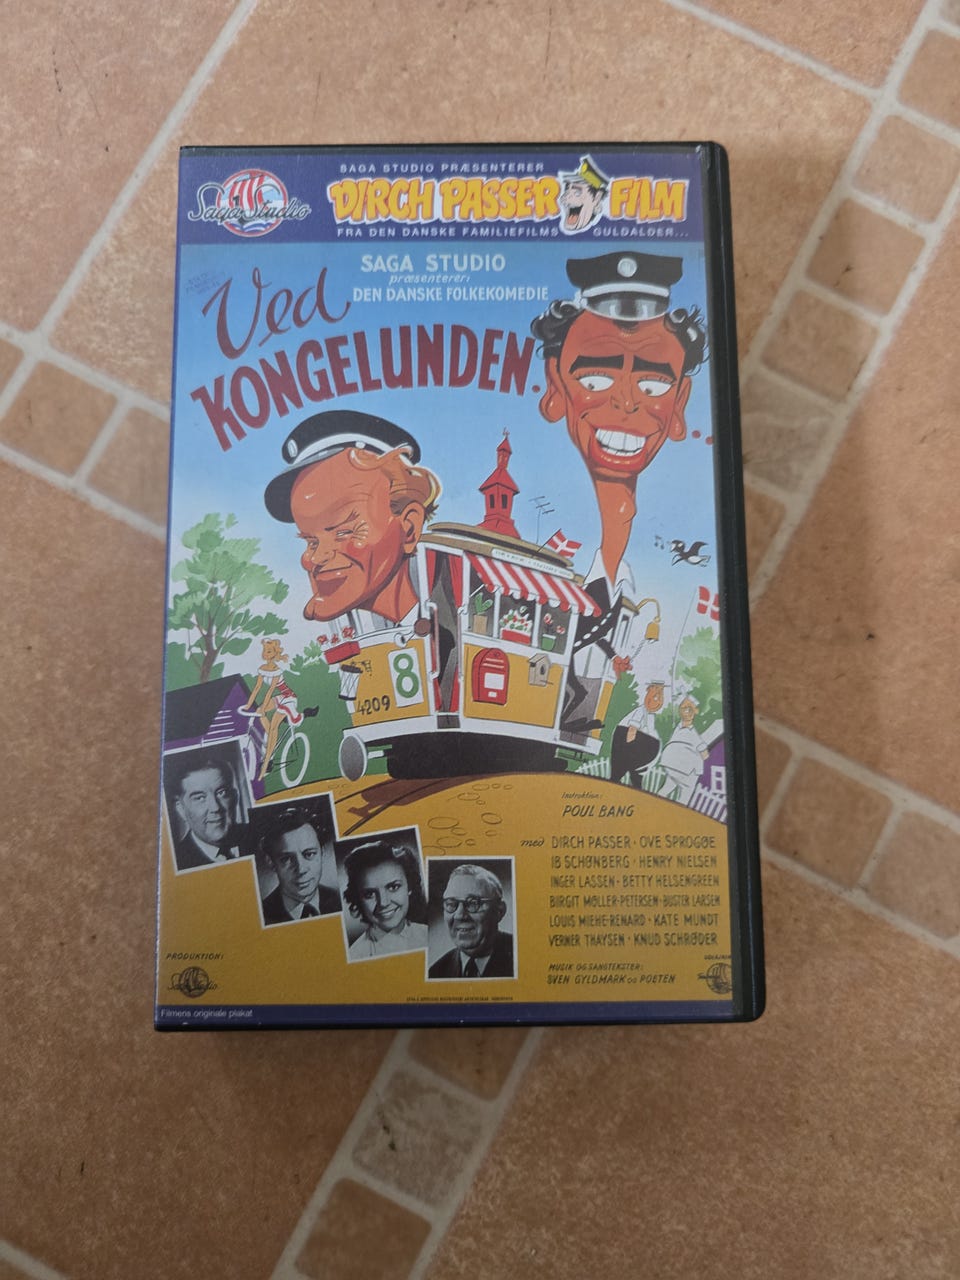 SAGA STUDIO PRÆSENTERER
Saga Studio
DIRCH PASSER FILM
FRA DEN DANSKE FAMILIEFILMS GULDALDER...
SAGA STUDIO
præsenterer:
DEN DANSKE FOLKEKOMEDIE
Ved
KONGELUNDEN..
8
4209
Instruktion:
POUL BANG
med DIRCH PASSER · OVE SPROGØE
IB SCHØNBERG · HENRY NIELSEN
INGER LASSEN · BETTY HELSENGREEN
BIRGIT MØLLER-PETERSEN · BUSTER LARSEN
LOUIS MIEHE-RENARD · KATE MUNDT
VERNER THAYSEN · KNUD SCHRØDER
PRODUKTION:
Saga Studio
MUSIK OG SANGTEKSTER:
SVEN GYLDMARK OG POETEN
Filmens originale plakat